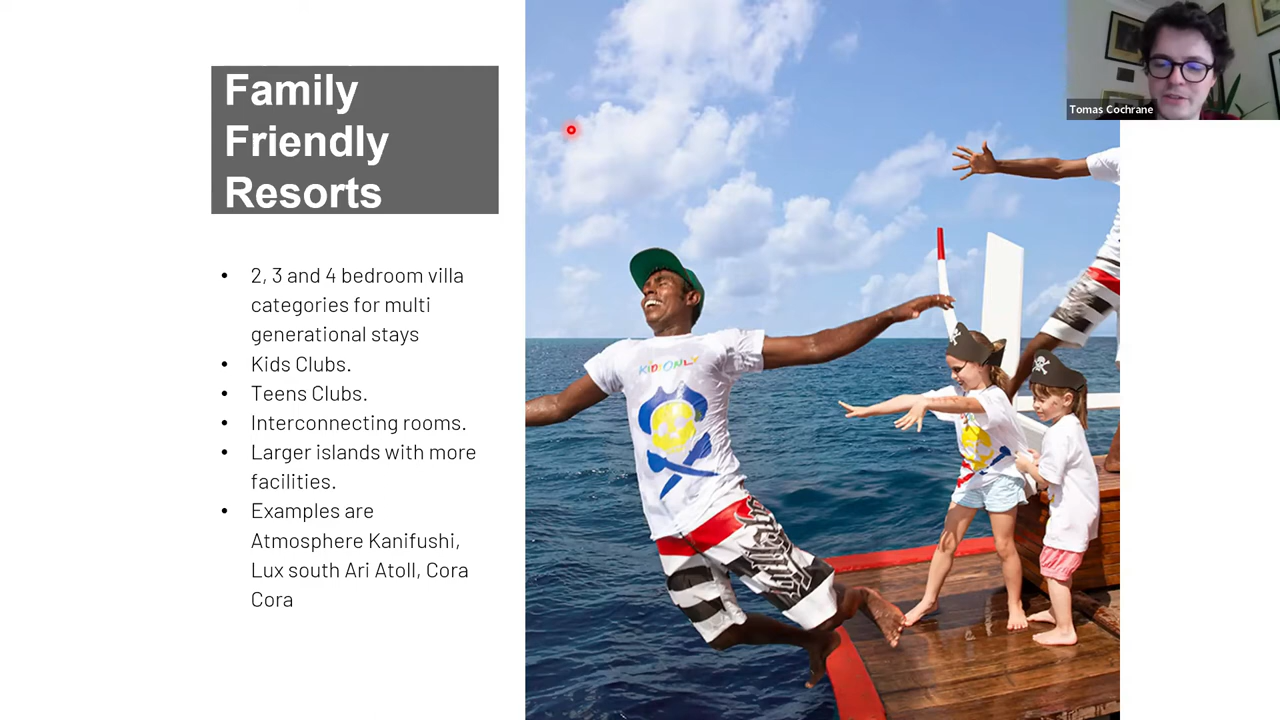 Family
Friendly
Resorts
• 2, 3 and 4 bedroom villa
categories for multi
generational stays
• Kids Clubs.
• Teens Clubs.
• Interconnecting rooms.
• Larger islands with more
facilities.
• Examples are
Atmosphere Kanifushi,
Lux south Ari Atoll, Cora
Cora
Tomas Cochrane
KIDSONLY